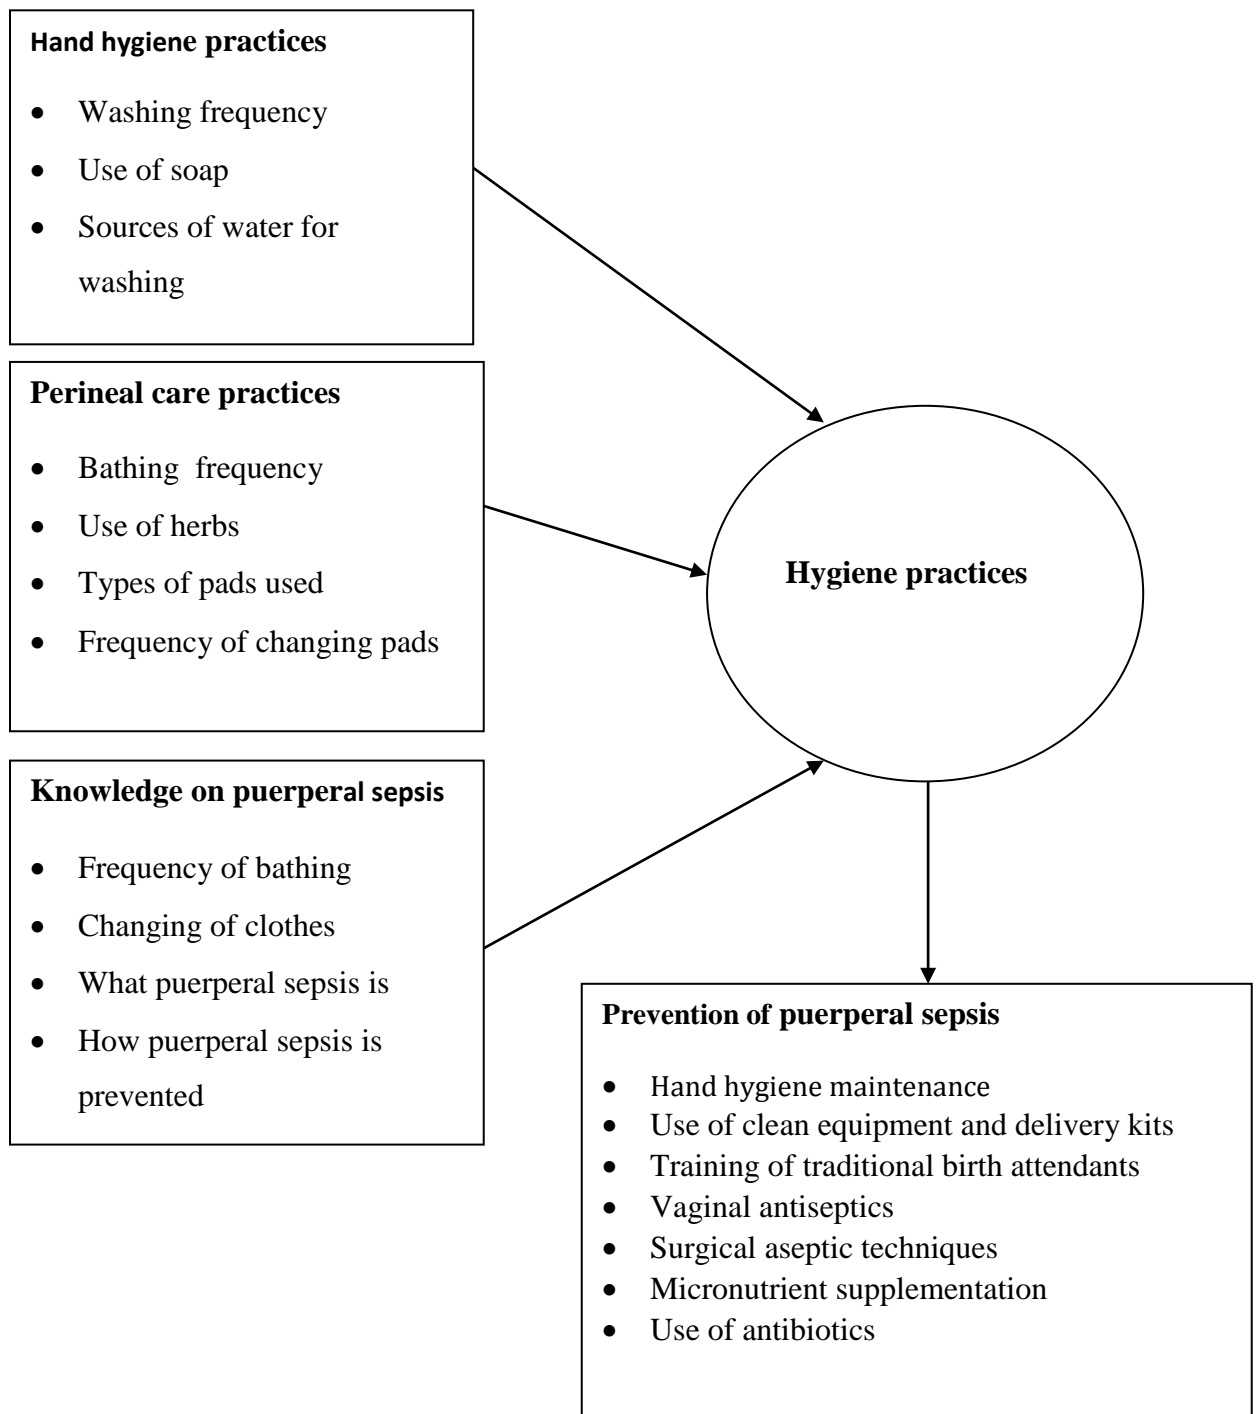 Hand hygiene practices
• Washing frequency
• Use of soap
• Sources of water for
washing
Perineal care practices
• Bathing frequency
• Use of herbs
• Types of pads used
• Frequency of changing pads
Hygiene practices
Knowledge on puerperal sepsis
• Frequency of bathing
• Changing of clothes
• What puerperal sepsis is
• How puerperal sepsis is
prevented
Prevention of puerperal sepsis
• Hand hygiene maintenance
• Use of clean equipment and delivery kits
• Training of traditional birth attendants
• Vaginal antiseptics
• Surgical aseptic techniques
• Micronutrient supplementation
• Use of antibiotics